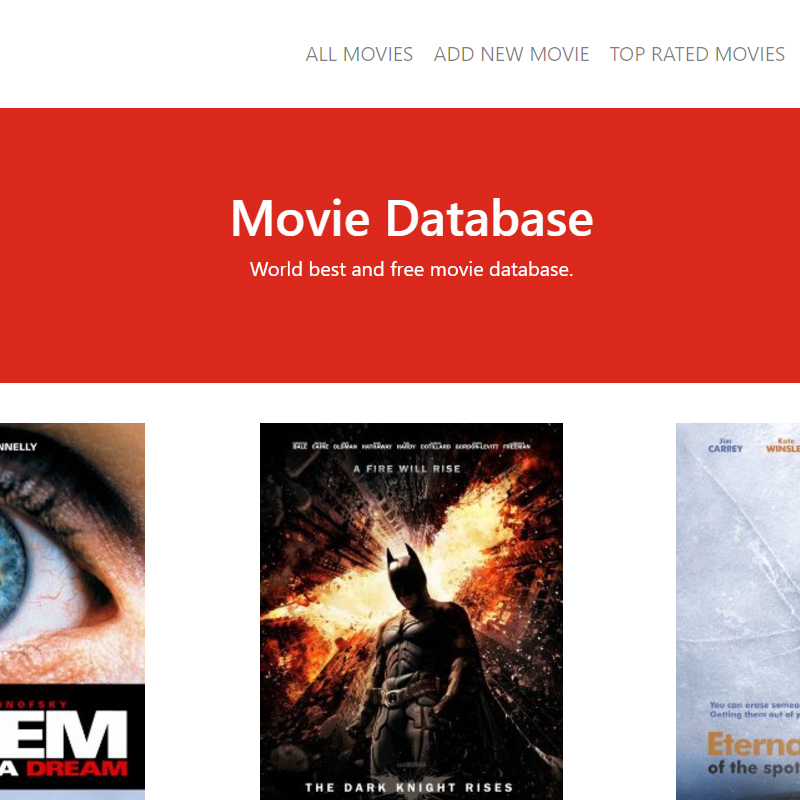 ALL MOVIES ADD NEW MOVIE TOP RATED MOVIES
Movie Database
World best and free movie database.
NNELLY
BALE CAINE OLDMAN HATHAWAY HARDY COTILLARD GORDON-LEVITT FREEMAN
A FIRE WILL RISE
Jim Kate
CARREY WINSLE
ONOFSKY
EM
A DREAM
THE DARK KNIGHT RISES
You can erase someo
Getting them out of y
Eterna
of the spot